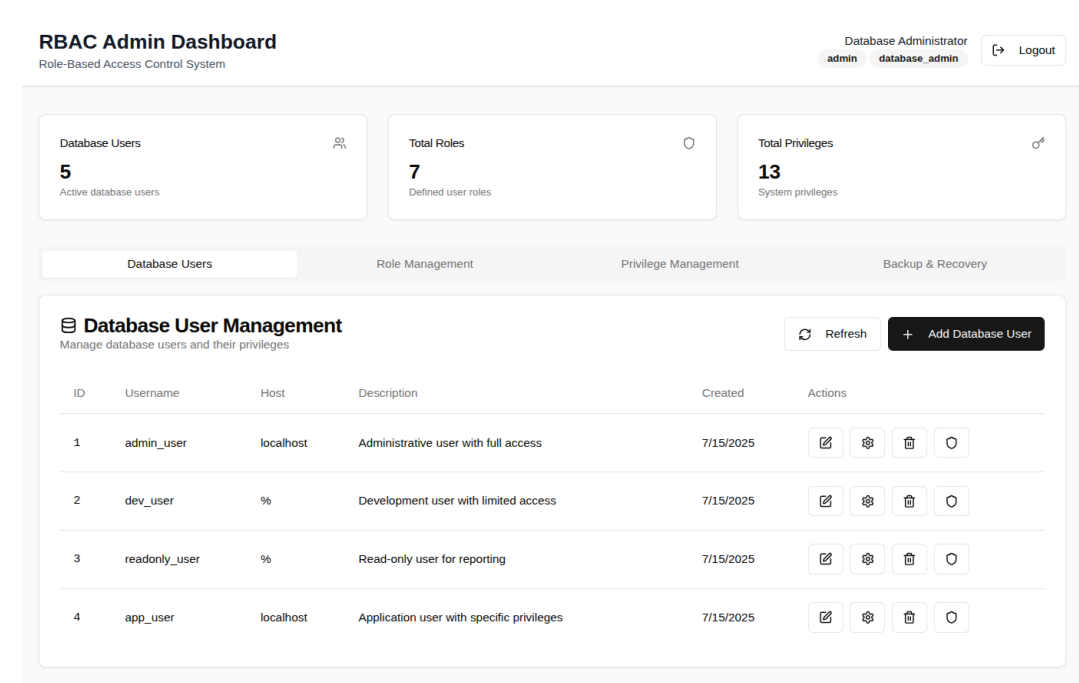 RBAC Admin Dashboard
Role-Based Access Control System
Database Administrator
admin database_admin
Logout
Database Users
5
Active database users
Total Roles
7
Defined user roles
Total Privileges
13
System privileges
Database Users Role Management Privilege Management Backup & Recovery
Database User Management
Manage database users and their privileges
Refresh
Add Database User
ID Username Host Description Created Actions
1 admin_user localhost Administrative user with full access 7/15/2025
2 dev_user % Development user with limited access 7/15/2025
3 readonly_user % Read-only user for reporting 7/15/2025
4 app_user localhost Application user with specific privileges 7/15/2025